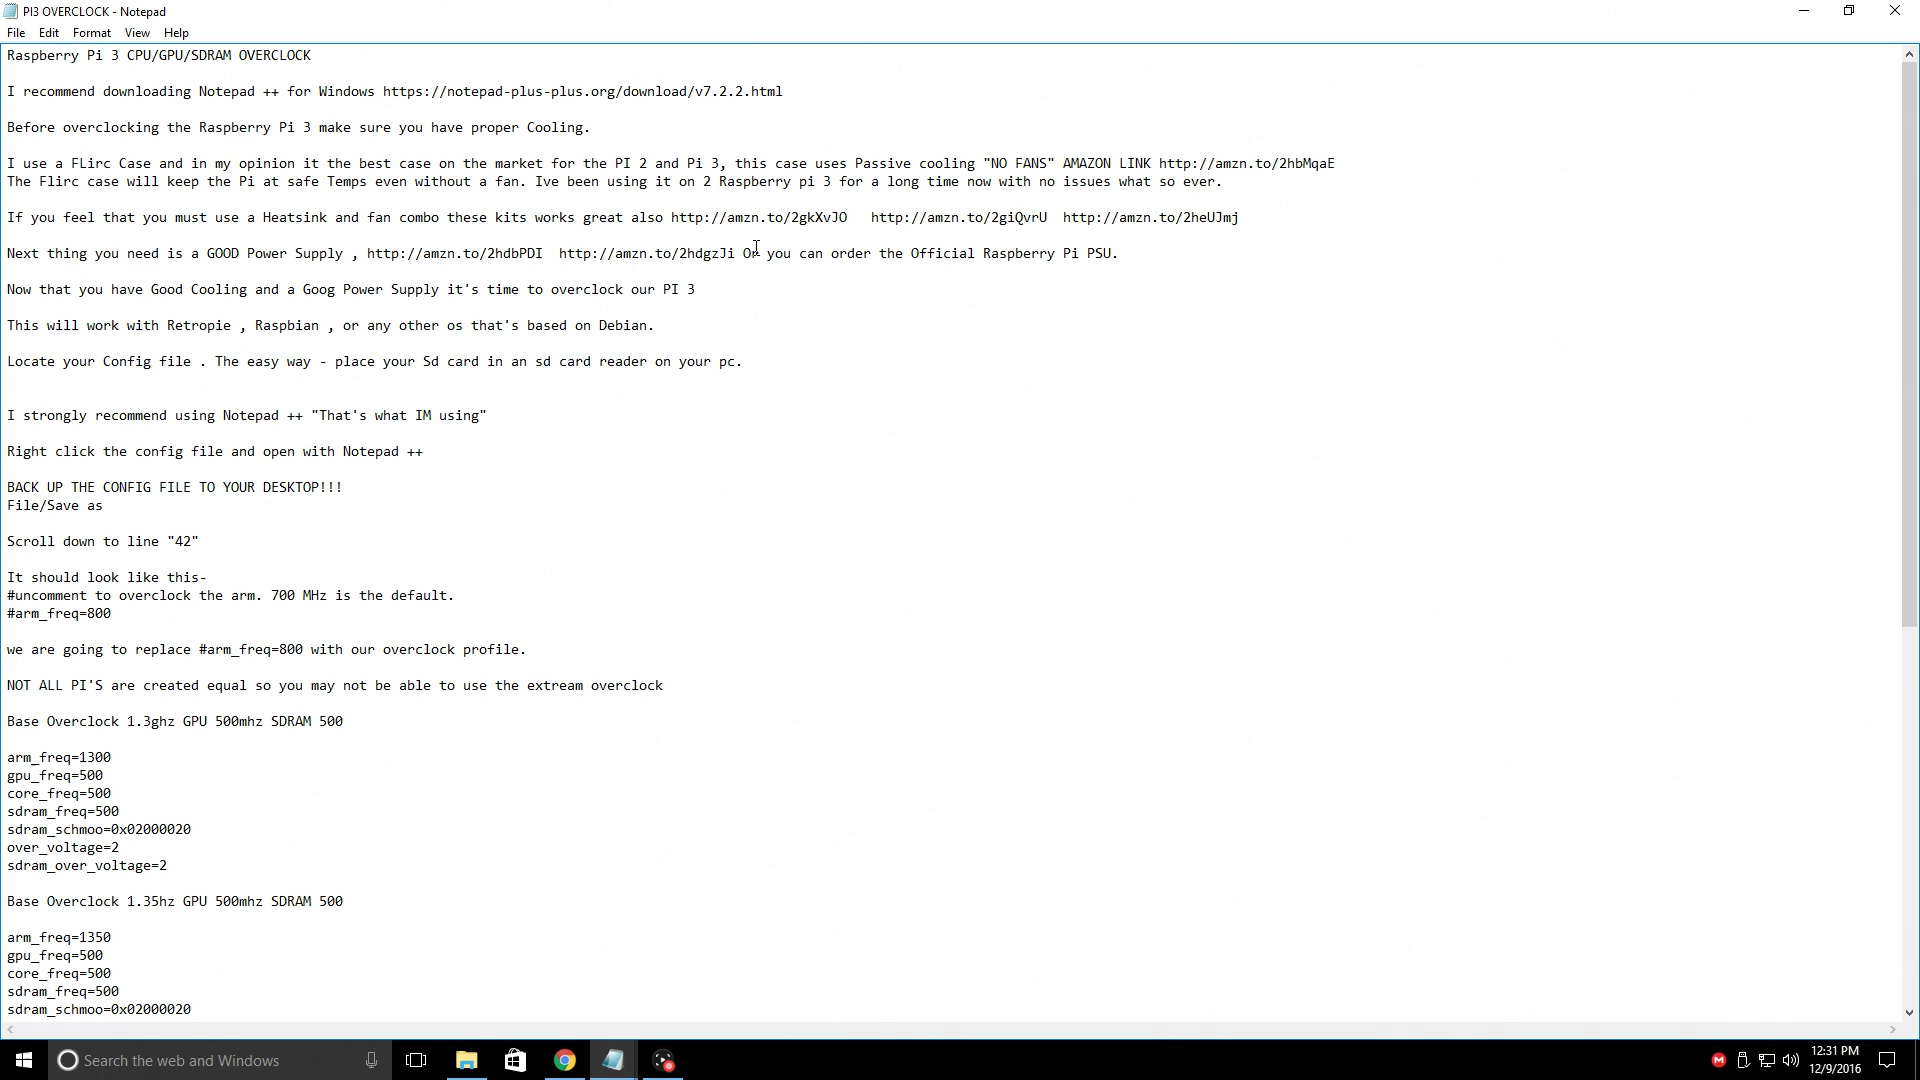 PI3 OVERCLOCK - Notepad
File Edit Format View Help
Raspberry Pi 3 CPU/GPU/SDRAM OVERCLOCK
I recommend downloading Notepad ++ for Windows https://notepad-plus-plus.org/download/v7.2.2.html
Before overclocking the Raspberry Pi 3 make sure you have proper Cooling.
I use a FLirc Case and in my opinion it the best case on the market for the PI 2 and Pi 3, this case uses Passive cooling "NO FANS" AMAZON LINK http://amzn.to/2hbMqaE
The Flirc case will keep the Pi at safe Temps even without a fan. Ive been using it on 2 Raspberry pi 3 for a long time now with no issues what so ever.
If you feel that you must use a Heatsink and fan combo these kits works great also http://amzn.to/2gkXvJO   http://amzn.to/2giQvrU  http://amzn.to/2heUJmj
Next thing you need is a GOOD Power Supply , http://amzn.to/2hdbPDI  http://amzn.to/2hdgzJi Or you can order the Official Raspberry Pi PSU.
Now that you have Good Cooling and a Goog Power Supply it's time to overclock our PI 3
This will work with Retropie , Raspbian , or any other os that's based on Debian.
Locate your Config file . The easy way - place your Sd card in an sd card reader on your pc.
I strongly recommend using Notepad ++ "That's what IM using"
Right click the config file and open with Notepad ++
BACK UP THE CONFIG FILE TO YOUR DESKTOP!!!
File/Save as
Scroll down to line "42"
It should look like this-
#uncomment to overclock the arm. 700 MHz is the default.
#arm_freq=800
we are going to replace #arm_freq=800 with our overclock profile.
NOT ALL PI'S are created equal so you may not be able to use the extream overclock
Base Overclock 1.3ghz GPU 500mhz SDRAM 500
arm_freq=1300
gpu_freq=500
core_freq=500
sdram_freq=500
sdram_schmoo=0x02000020
over_voltage=2
sdram_over_voltage=2
Base Overclock 1.35hz GPU 500mhz SDRAM 500
arm_freq=1350
gpu_freq=500
core_freq=500
sdram_freq=500
sdram_schmoo=0x02000020
Search the web and Windows
12:31 PM
12/9/2016